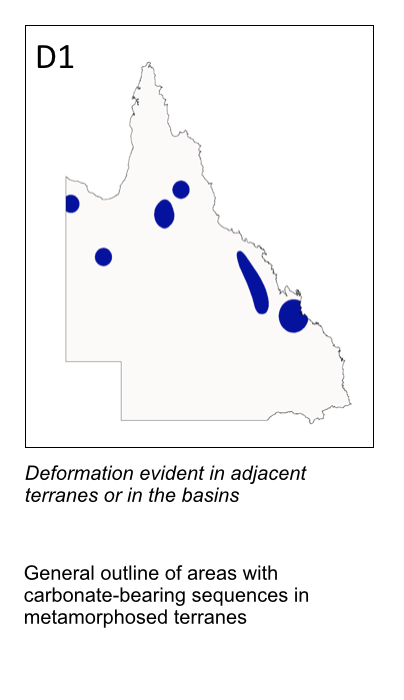 D1
Deformation evident in adjacent
terranes or in the basins
General outline of areas with
carbonate-bearing sequences in
metamorphosed terranes